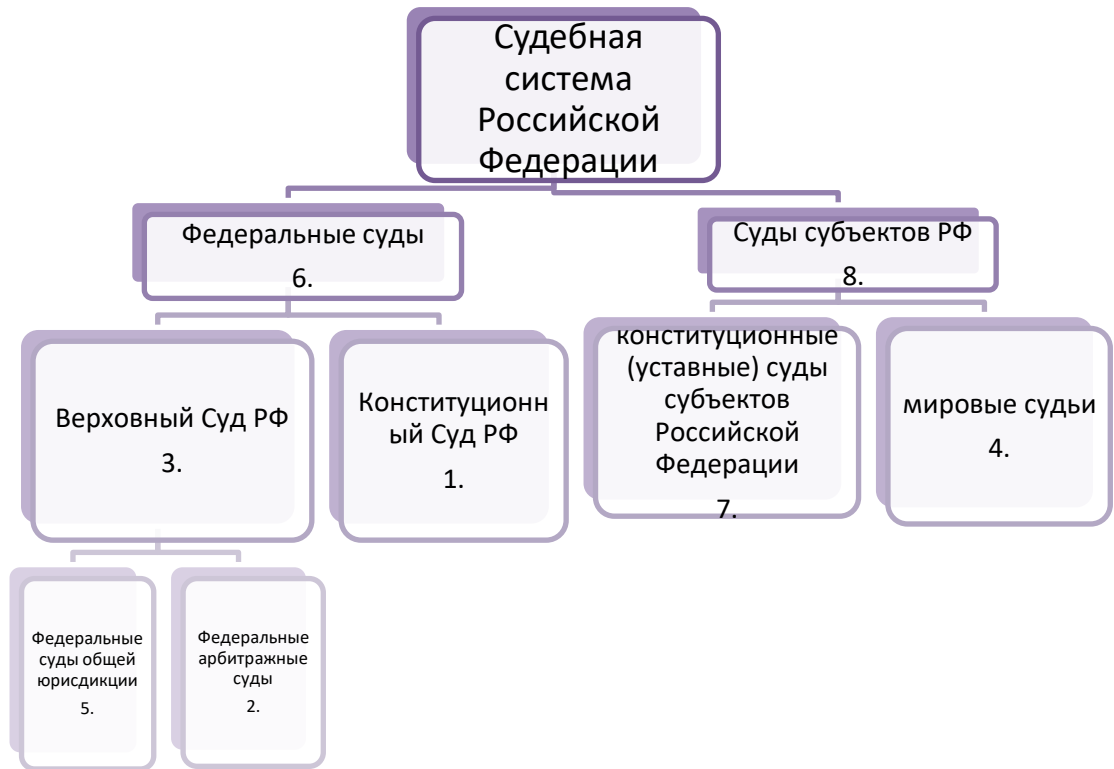 Судебная
система
Российской
Федерации
Федеральные суды
6.
Суды субъектов РФ
8.
Верховный Суд РФ
3.
Конституционн
ый Суд РФ
1.
конституционные
(уставные) суды
субъектов
Российской
Федерации
7.
мировые судьи
4.
Федеральные
суды общей
юрисдикции
5.
Федеральные
арбитражные
суды
2.